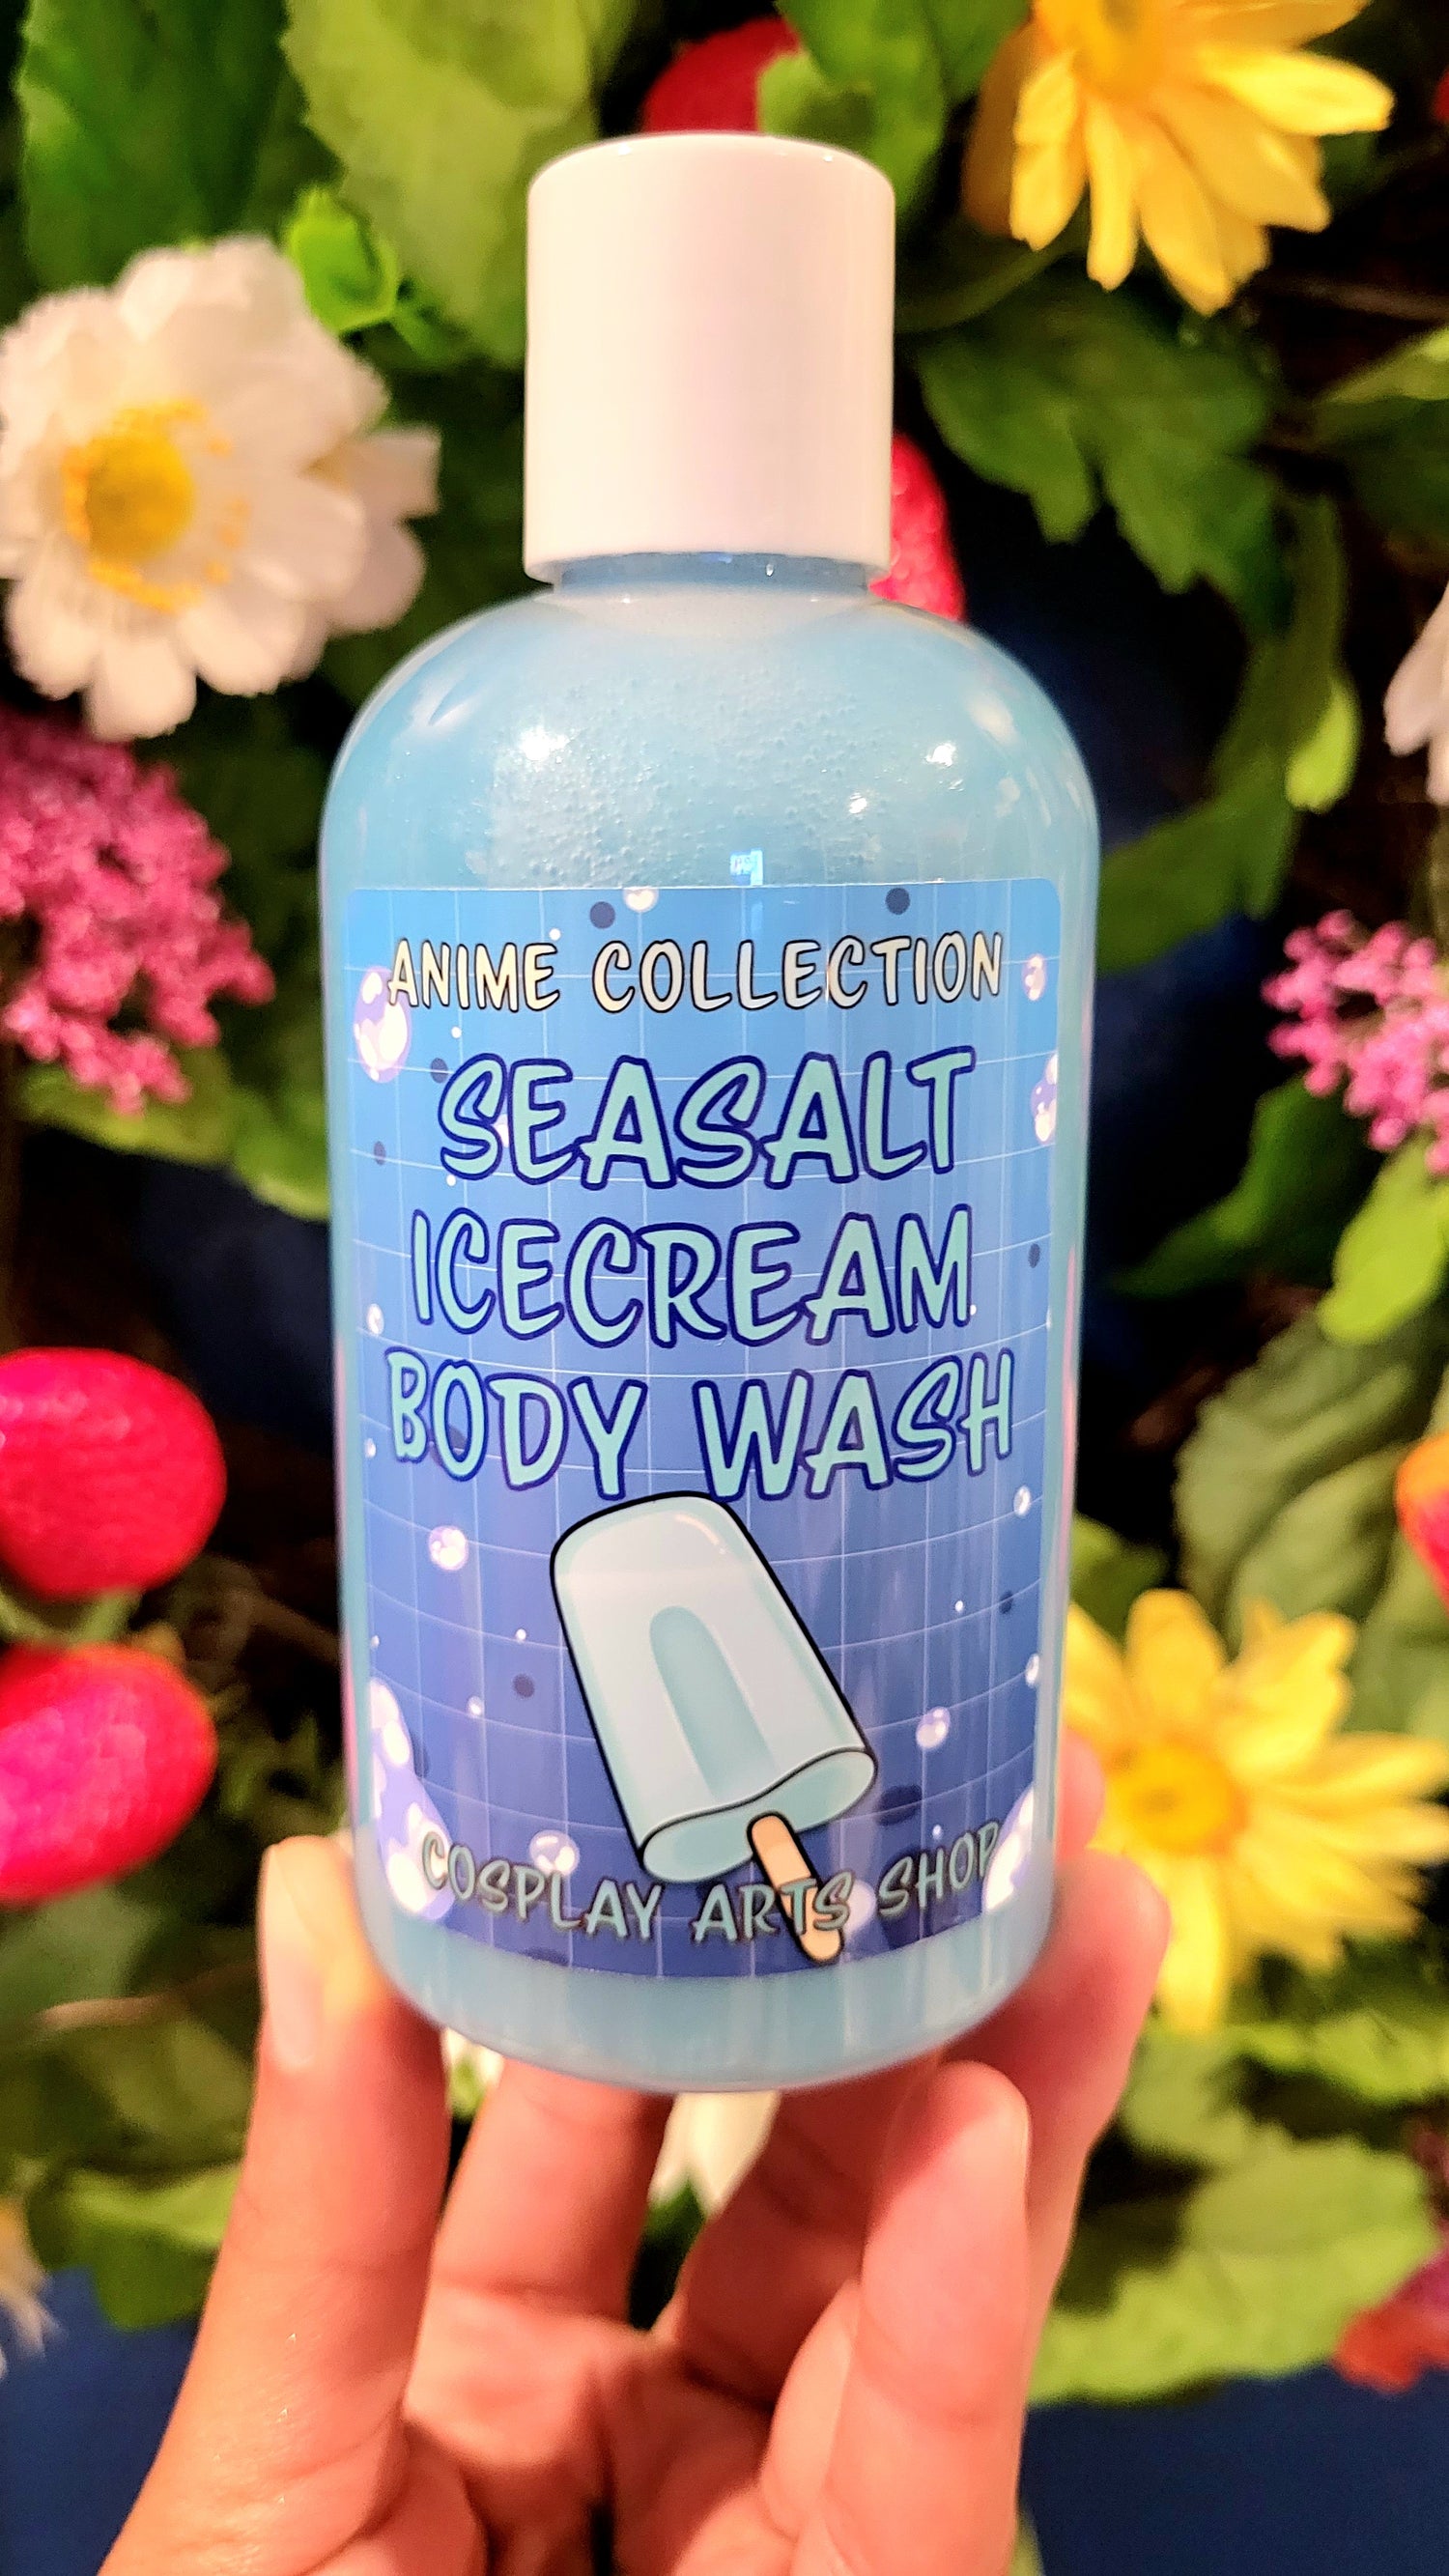 ANIME COLLECTION
SEASALT
ICECREAM
BODY WASH
COSPLAY ARTS SHOP